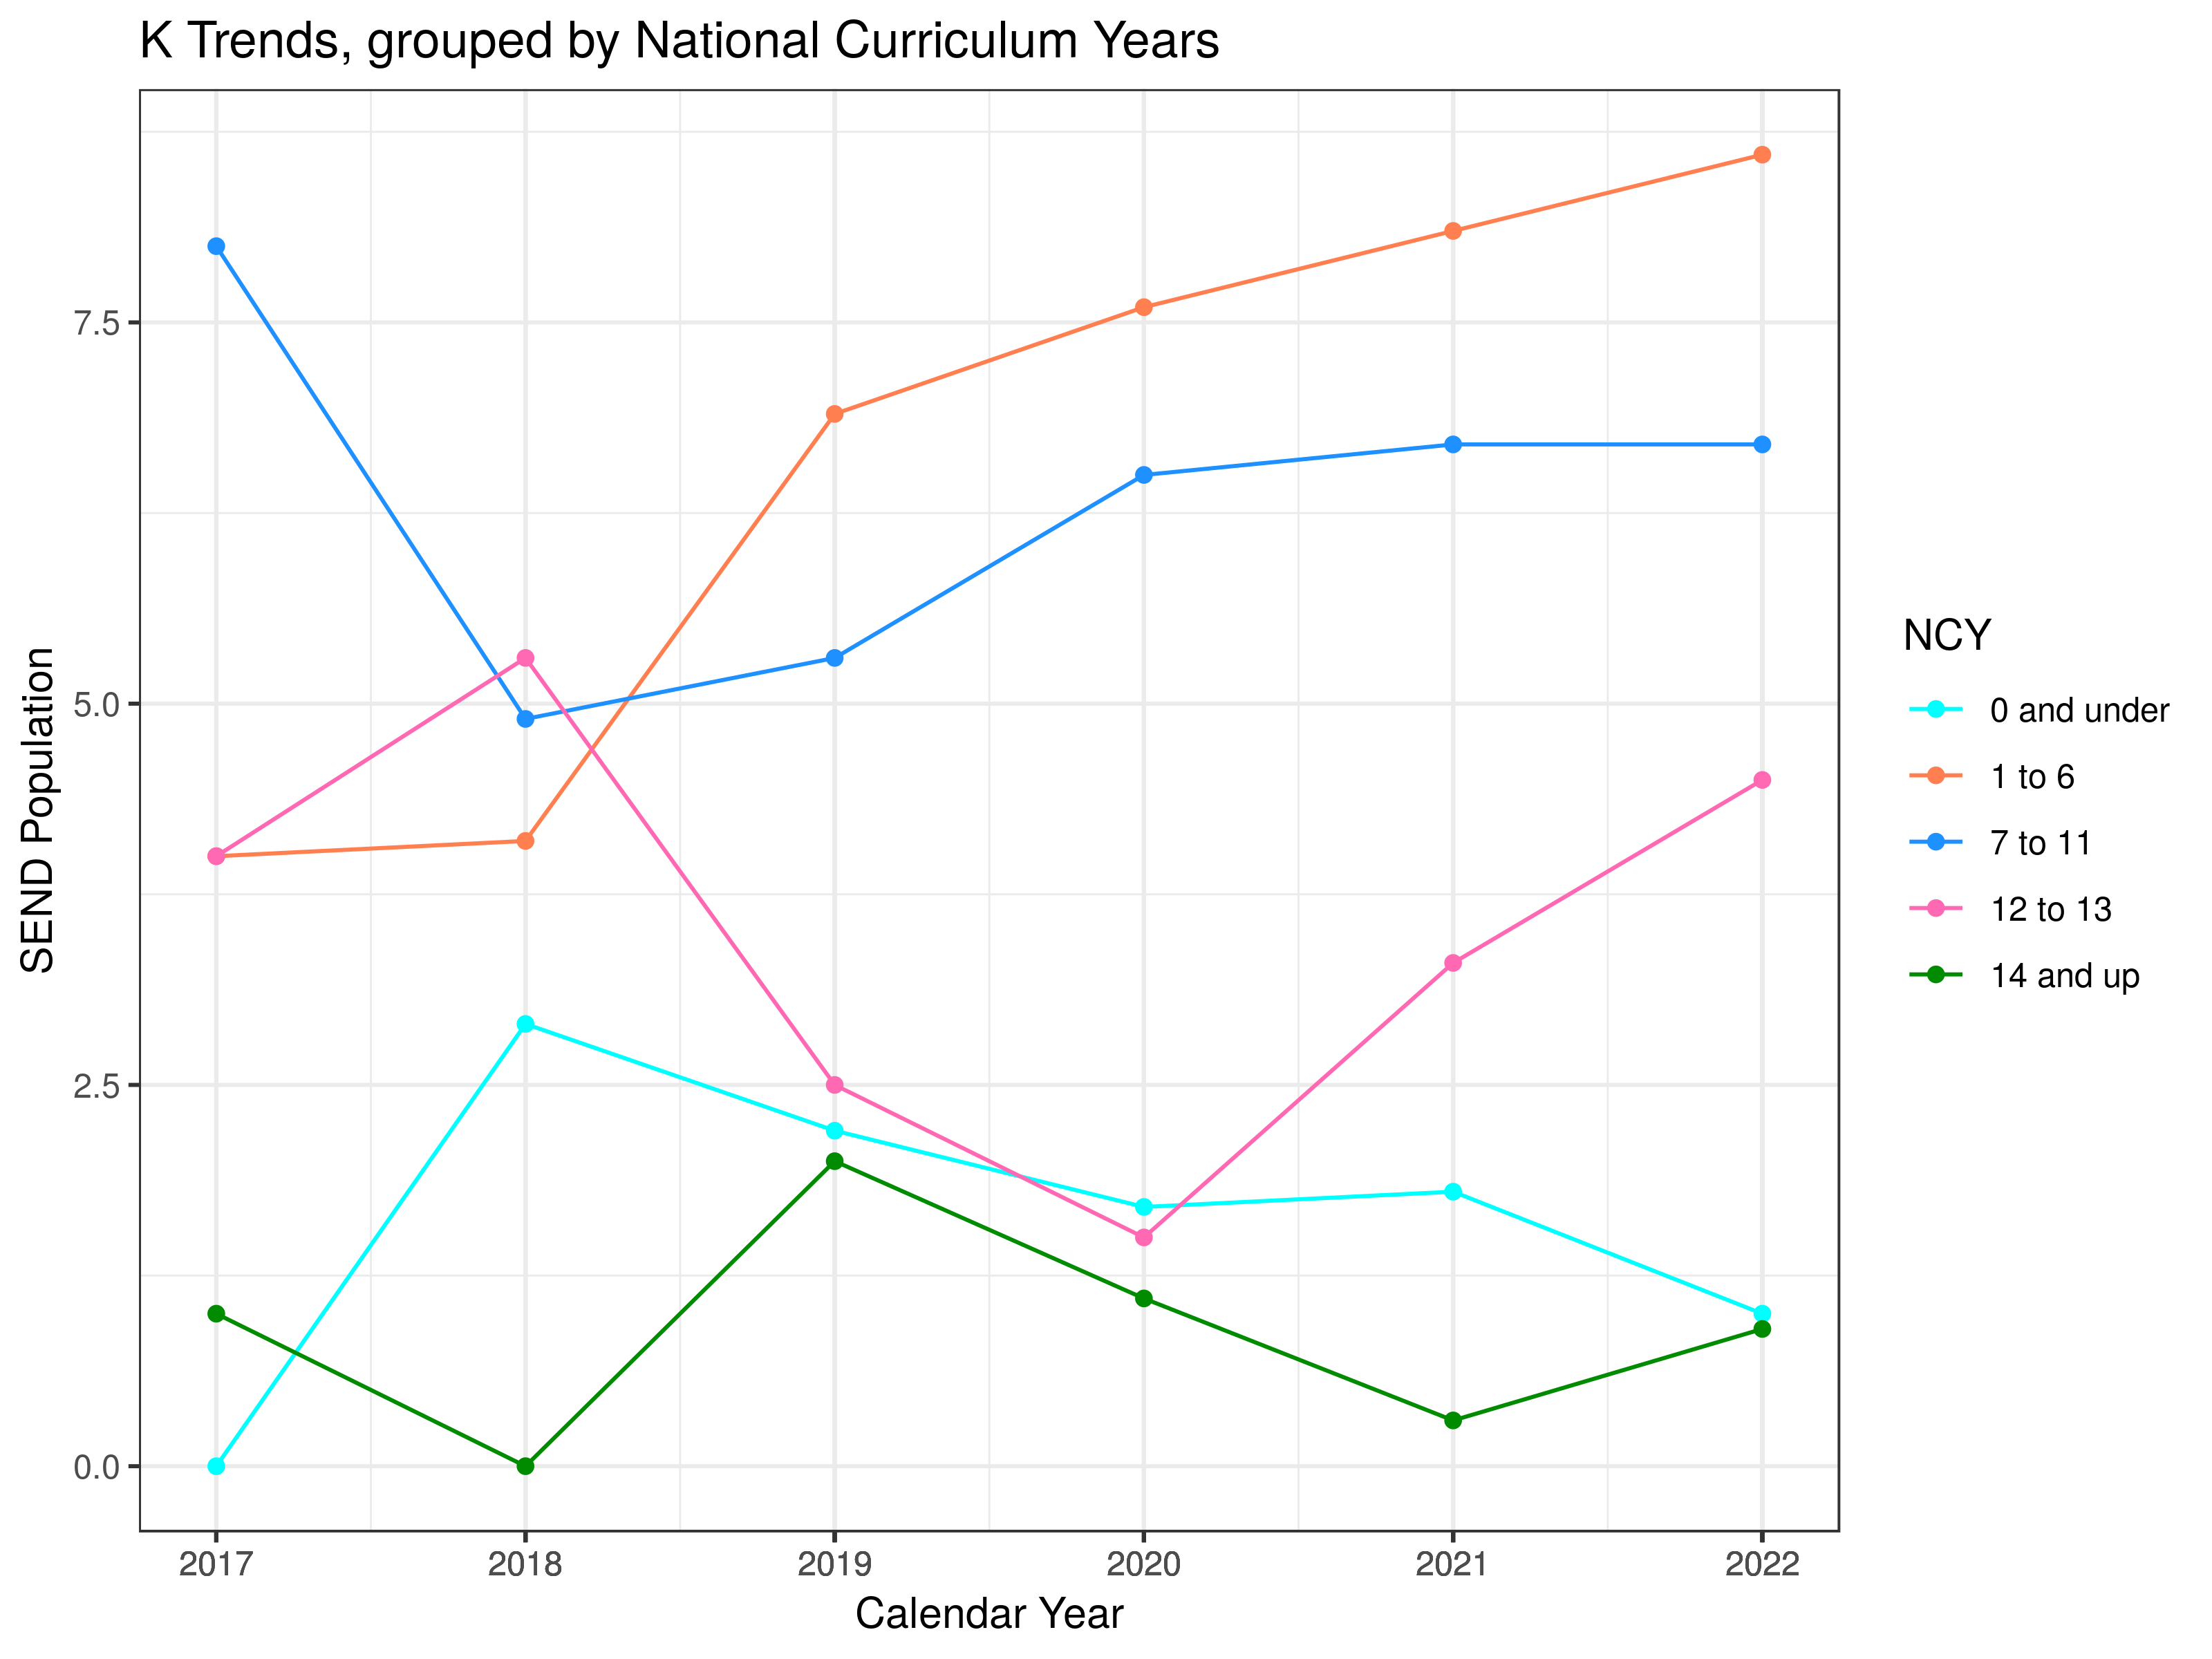 K Trends, grouped by National Curriculum Years
SEND Population
7.5
5.0
2.5
0.0
2017 2018 2019 2020 2021 2022
Calendar Year
NCY
0 and under
1 to 6
7 to 11
12 to 13
14 and up